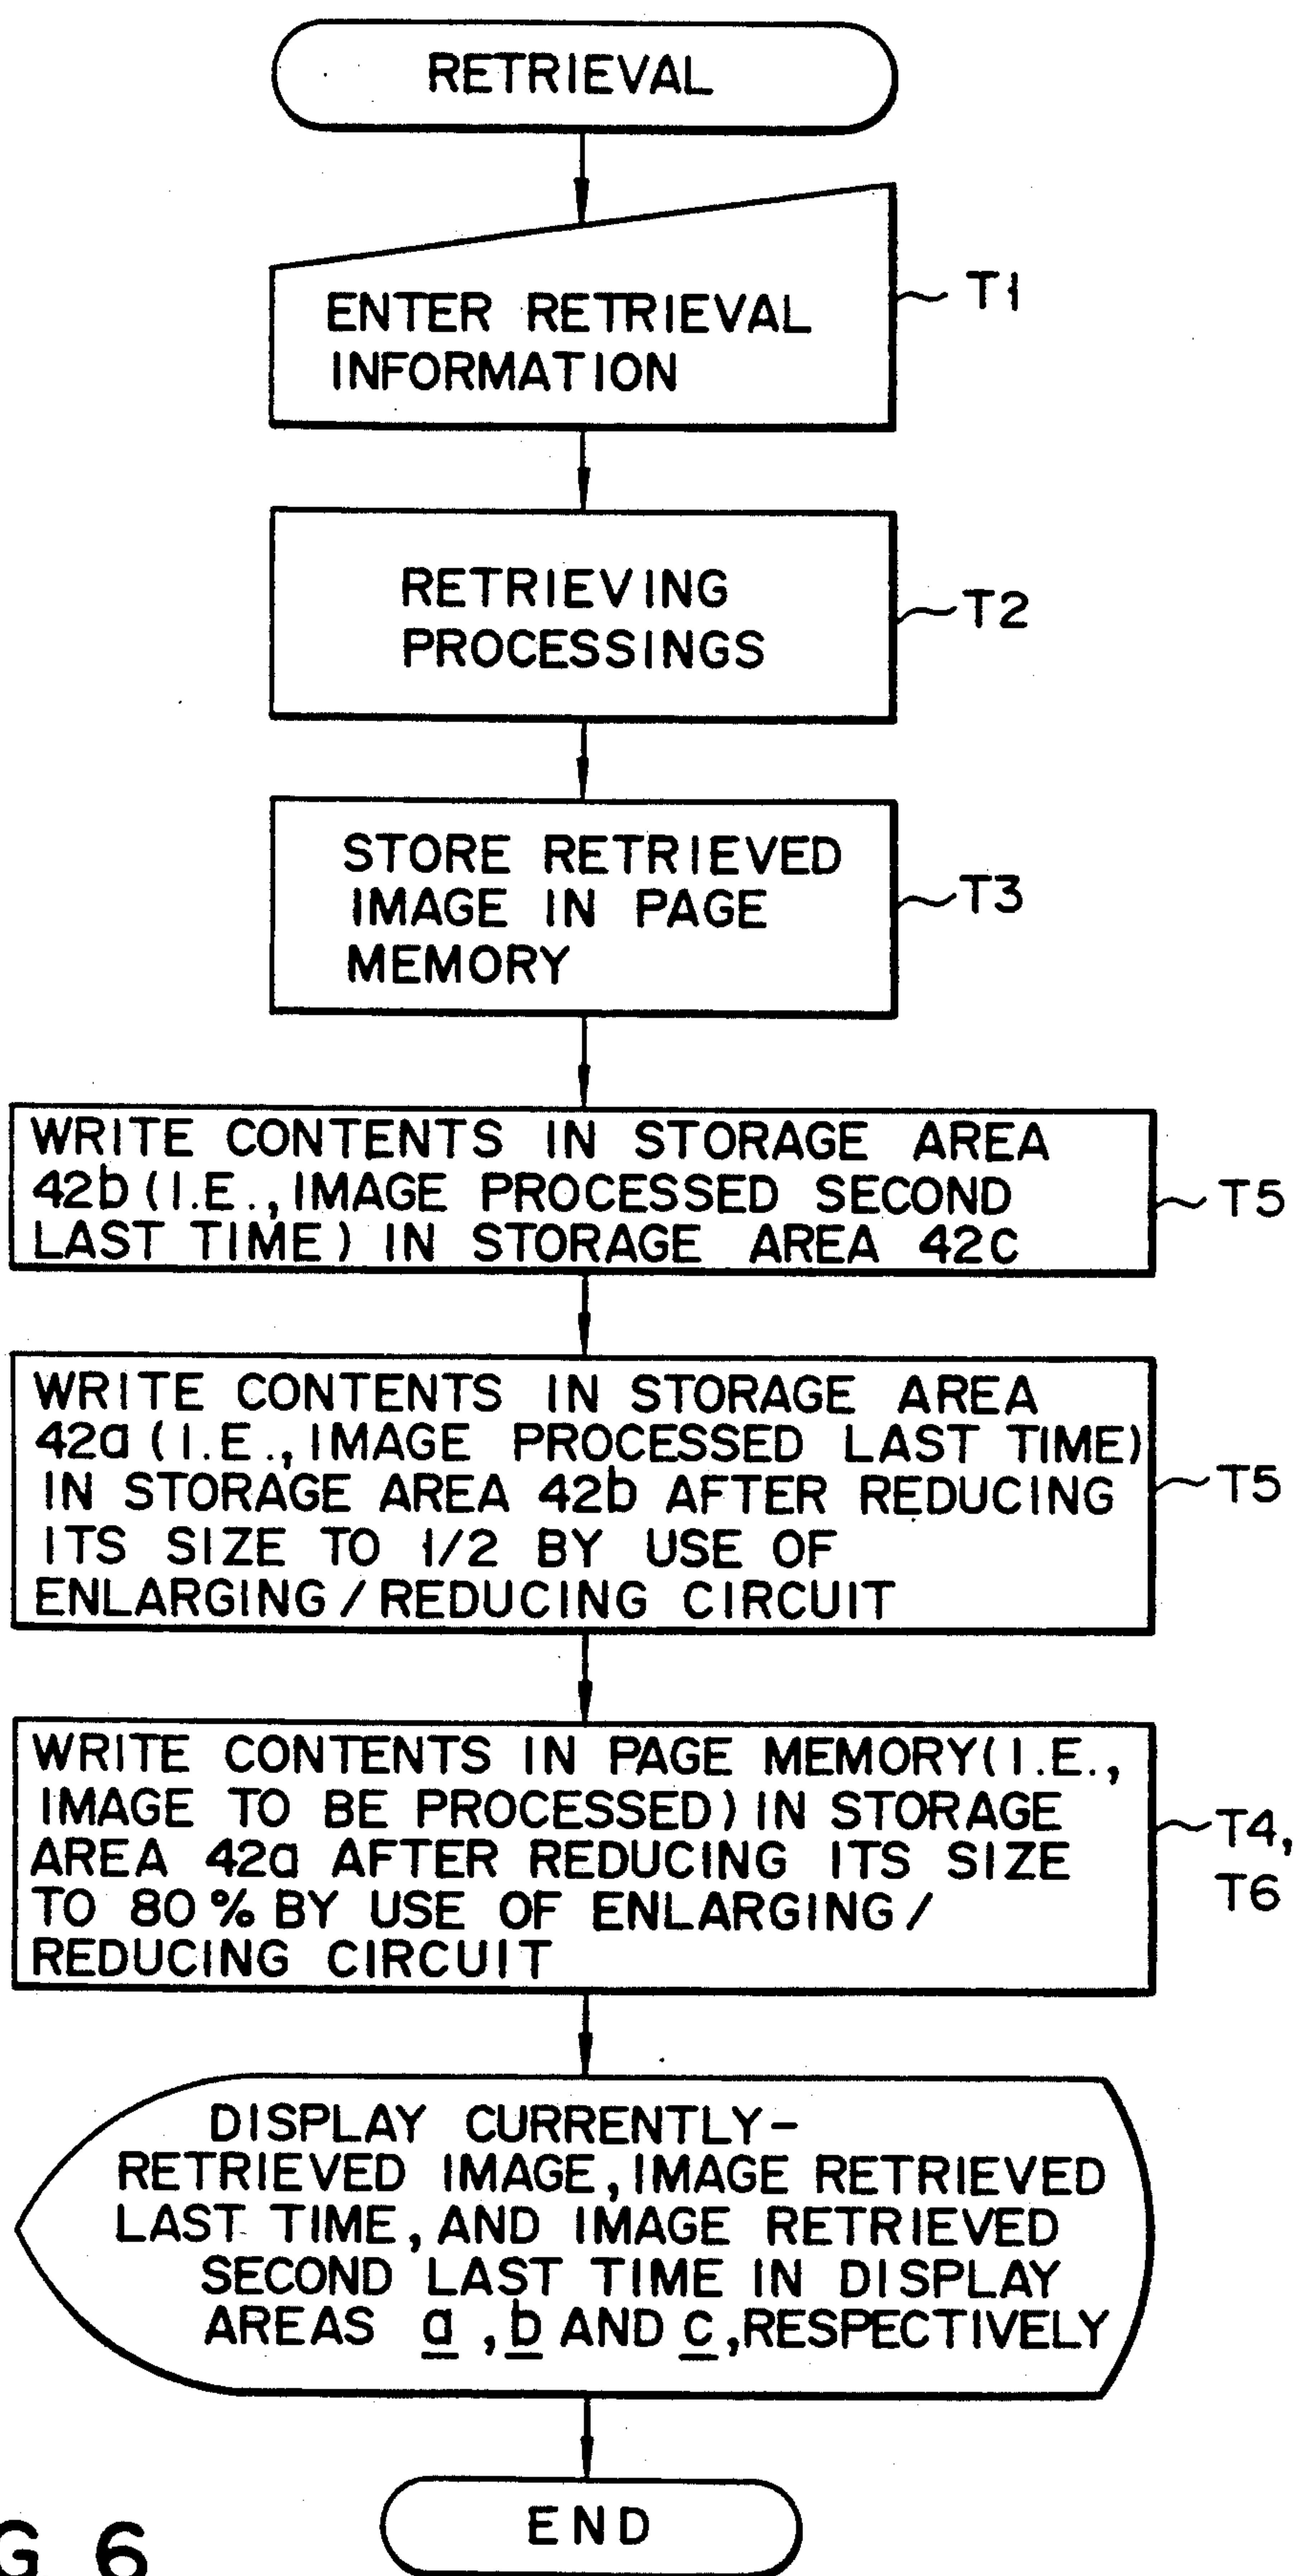 RETRIEVAL
ENTER RETRIEVAL
INFORMATION
T1
RETRIEVING
PROCESSINGS
T2
STORE RETRIEVED
IMAGE IN PAGE
MEMORY
T3
WRITE CONTENTS IN STORAGE AREA
42b (I.E., IMAGE PROCESSED SECOND
LAST TIME) IN STORAGE AREA 42C
T5
WRITE CONTENTS IN STORAGE AREA
42a (I.E., IMAGE PROCESSED LAST TIME)
IN STORAGE AREA 42b AFTER REDUCING
ITS SIZE TO 1/2 BY USE OF
ENLARGING/REDUCING CIRCUIT
T5
WRITE CONTENTS IN PAGE MEMORY (I.E.,
IMAGE TO BE PROCESSED) IN STORAGE
AREA 42a AFTER REDUCING ITS SIZE
TO 80% BY USE OF ENLARGING/
REDUCING CIRCUIT
T4,
T6
DISPLAY CURRENTLY-
RETRIEVED IMAGE, IMAGE RETRIEVED
LAST TIME, AND IMAGE RETRIEVED
SECOND LAST TIME IN DISPLAY
AREAS a, b AND c, RESPECTIVELY
END
G 6